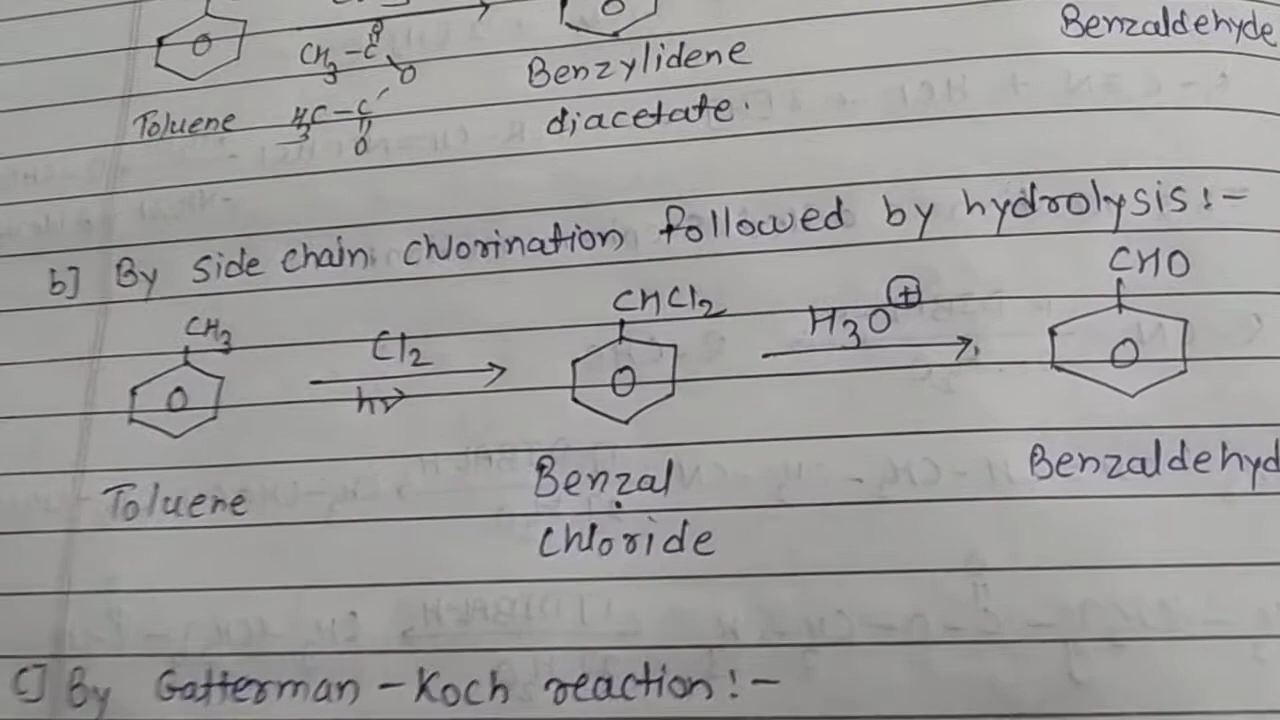 CH3-C
O
O
Benzylidene
Benzaldehyde
Toluene
H3C-C
O
diacetate.
b] By side chain chlorination followed by hydrolysis:-
CH3
Cl2
hν
CHCl2
H3O⊕
CHO
Toluene
Benzal
Chloride
Benzaldehyd
C] By Gatterman-Koch reaction:-